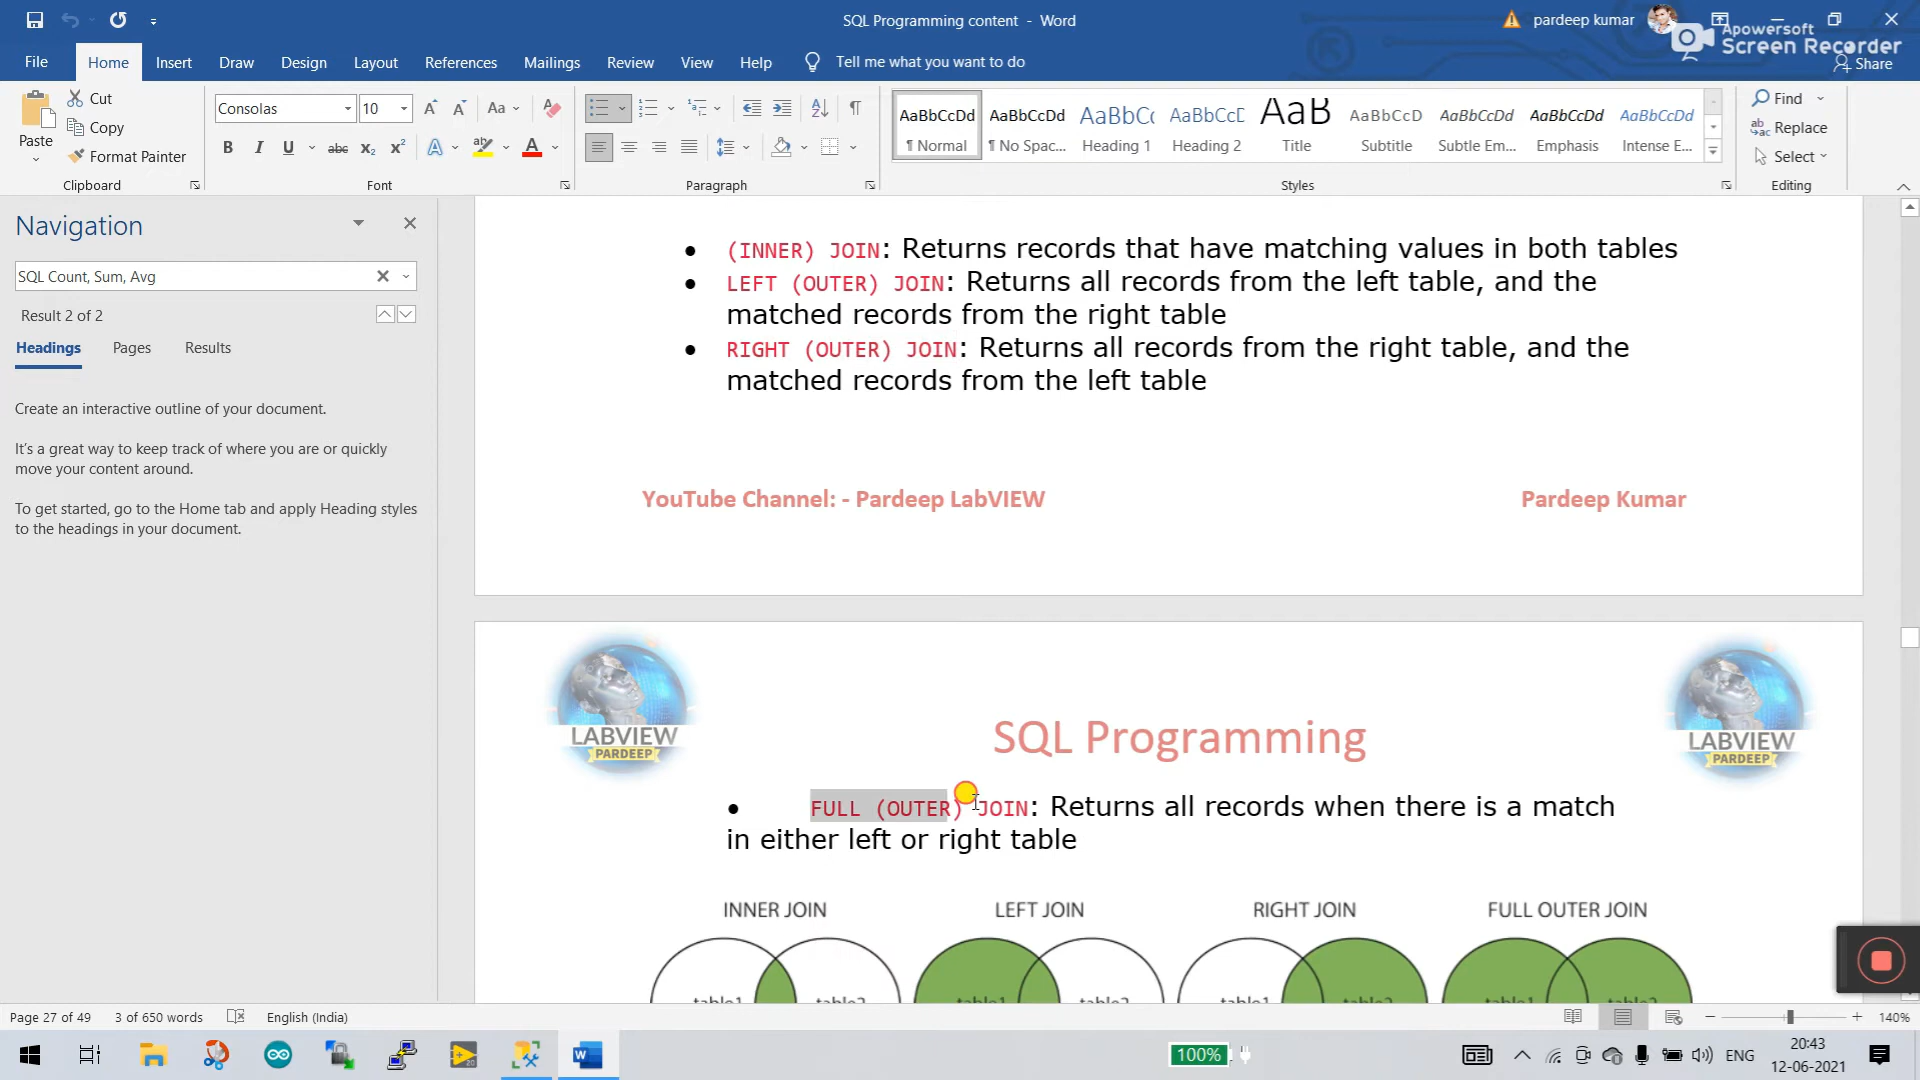 SQL Programming content - Word
pardeep kumar
Apowersoft
Screen Recorder
File
Home
Insert
Draw
Design
Layout
References
Mailings
Review
View
Help
Tell me what you want to do
Share
Paste
Cut
Copy
Format Painter
Clipboard
Consolas
10
Font
Paragraph
AaBbCcDd
¶ Normal
AaBbCcDd
¶ No Spac...
AaBbCc
Heading 1
AaBbCcD
Heading 2
AaB
Title
AaBbCcD
Subtitle
AaBbCcDd
Subtle Em...
AaBbCcDd
Emphasis
AaBbCcDd
Intense E...
Styles
Find
Replace
Select
Editing
Navigation
SQL Count, Sum, Avg
Result 2 of 2
Headings
Pages
Results
Create an interactive outline of your document.
It's a great way to keep track of where you are or quickly
move your content around.
To get started, go to the Home tab and apply Heading styles
to the headings in your document.
• (INNER) JOIN: Returns records that have matching values in both tables
• LEFT (OUTER) JOIN: Returns all records from the left table, and the
matched records from the right table
• RIGHT (OUTER) JOIN: Returns all records from the right table, and the
matched records from the left table
YouTube Channel: - Pardeep LabVIEW
Pardeep Kumar
LABVIEW
PARDEEP
SQL Programming
LABVIEW
PARDEEP
• FULL (OUTER) JOIN: Returns all records when there is a match
in either left or right table
INNER JOIN
LEFT JOIN
RIGHT JOIN
FULL OUTER JOIN
table1
table2
table1
table2
table1
table2
table1
table2
Page 27 of 49
3 of 650 words
English (India)
140%
100%
ENG
20:43
12-06-2021